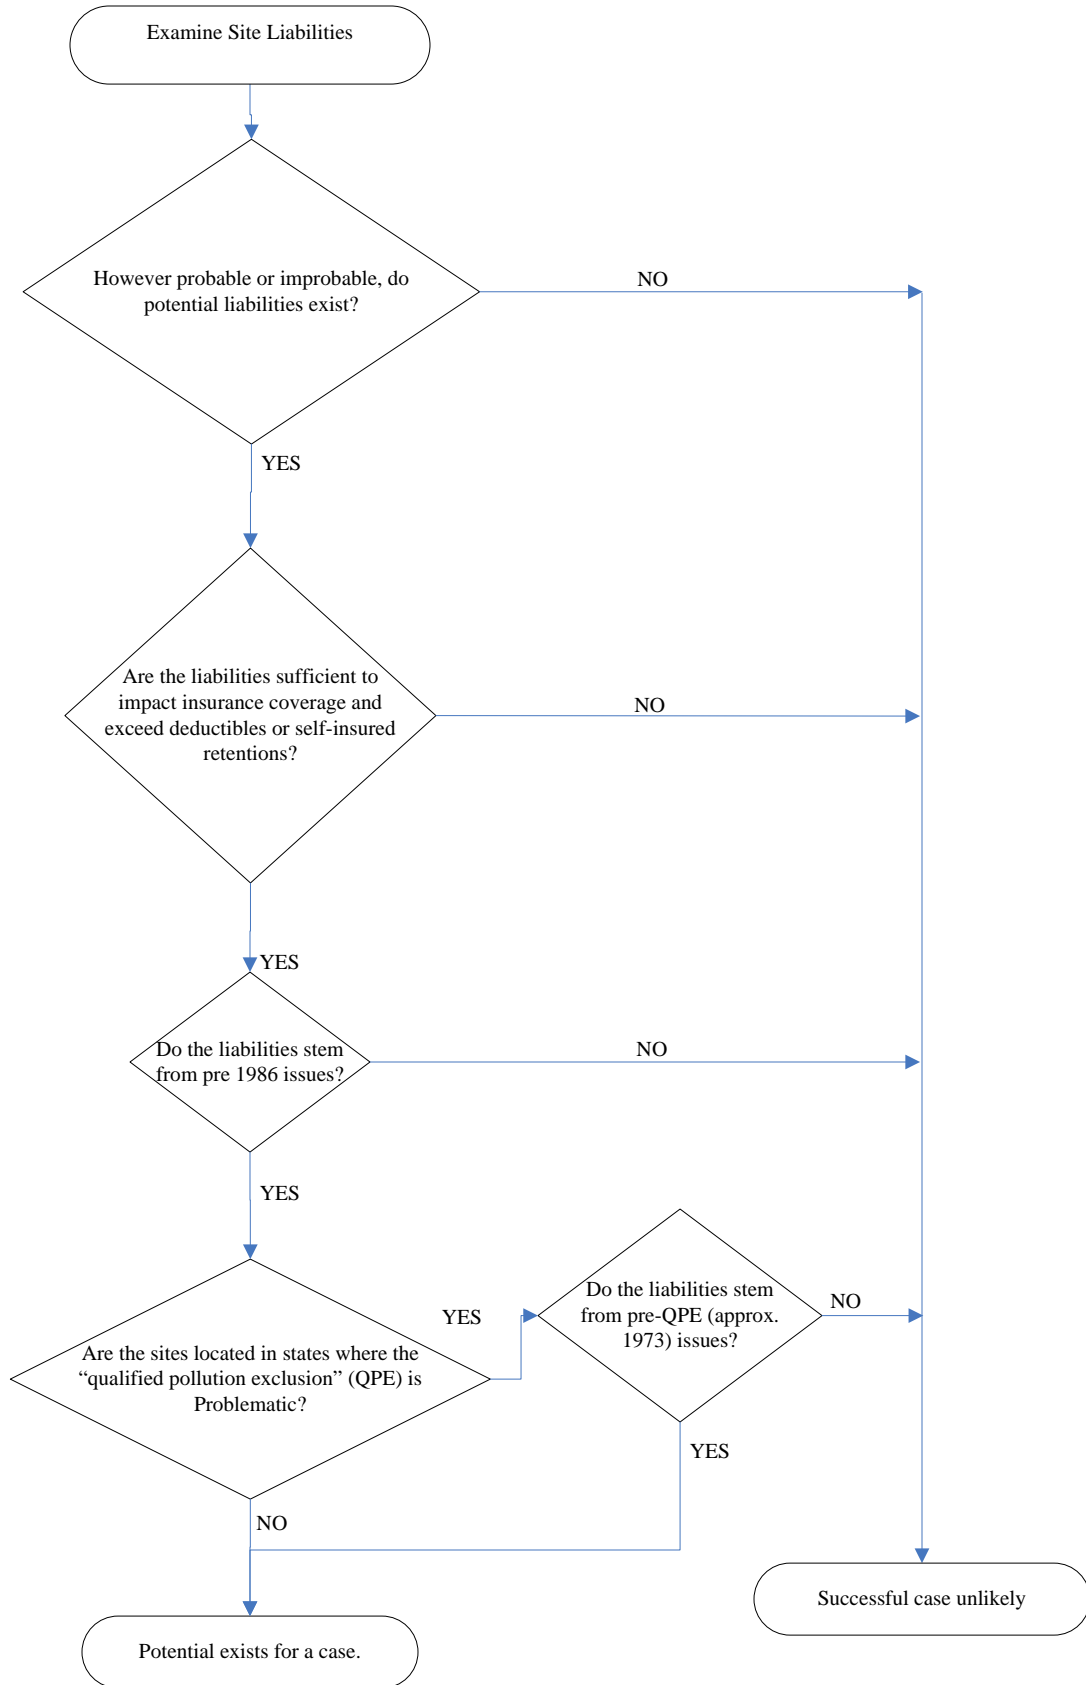 Examine Site Liabilities
However probable or improbable, do
potential liabilities exist?
NO
YES
Are the liabilities sufficient to
impact insurance coverage and
exceed deductibles or self-insured
retentions?
NO
YES
Do the liabilities stem
from pre 1986 issues?
NO
YES
Are the sites located in states where the
“qualified pollution exclusion” (QPE) is
Problematic?
YES
Do the liabilities stem
from pre-QPE (approx.
1973) issues?
NO
YES
NO
Successful case unlikely
Potential exists for a case.